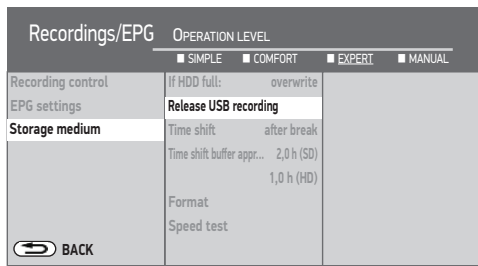 Recordings/EPG OPERATION LEVEL
■ SIMPLE ■ COMFORT ■ EXPERT ■ MANUAL
Recording control
EPG settings
Storage medium
If HDD full: overwrite
Release USB recording
Time shift after break
Time shift buffer appr... 2,0 h (SD)
1,0 h (HD)
Format
Speed test
BACK